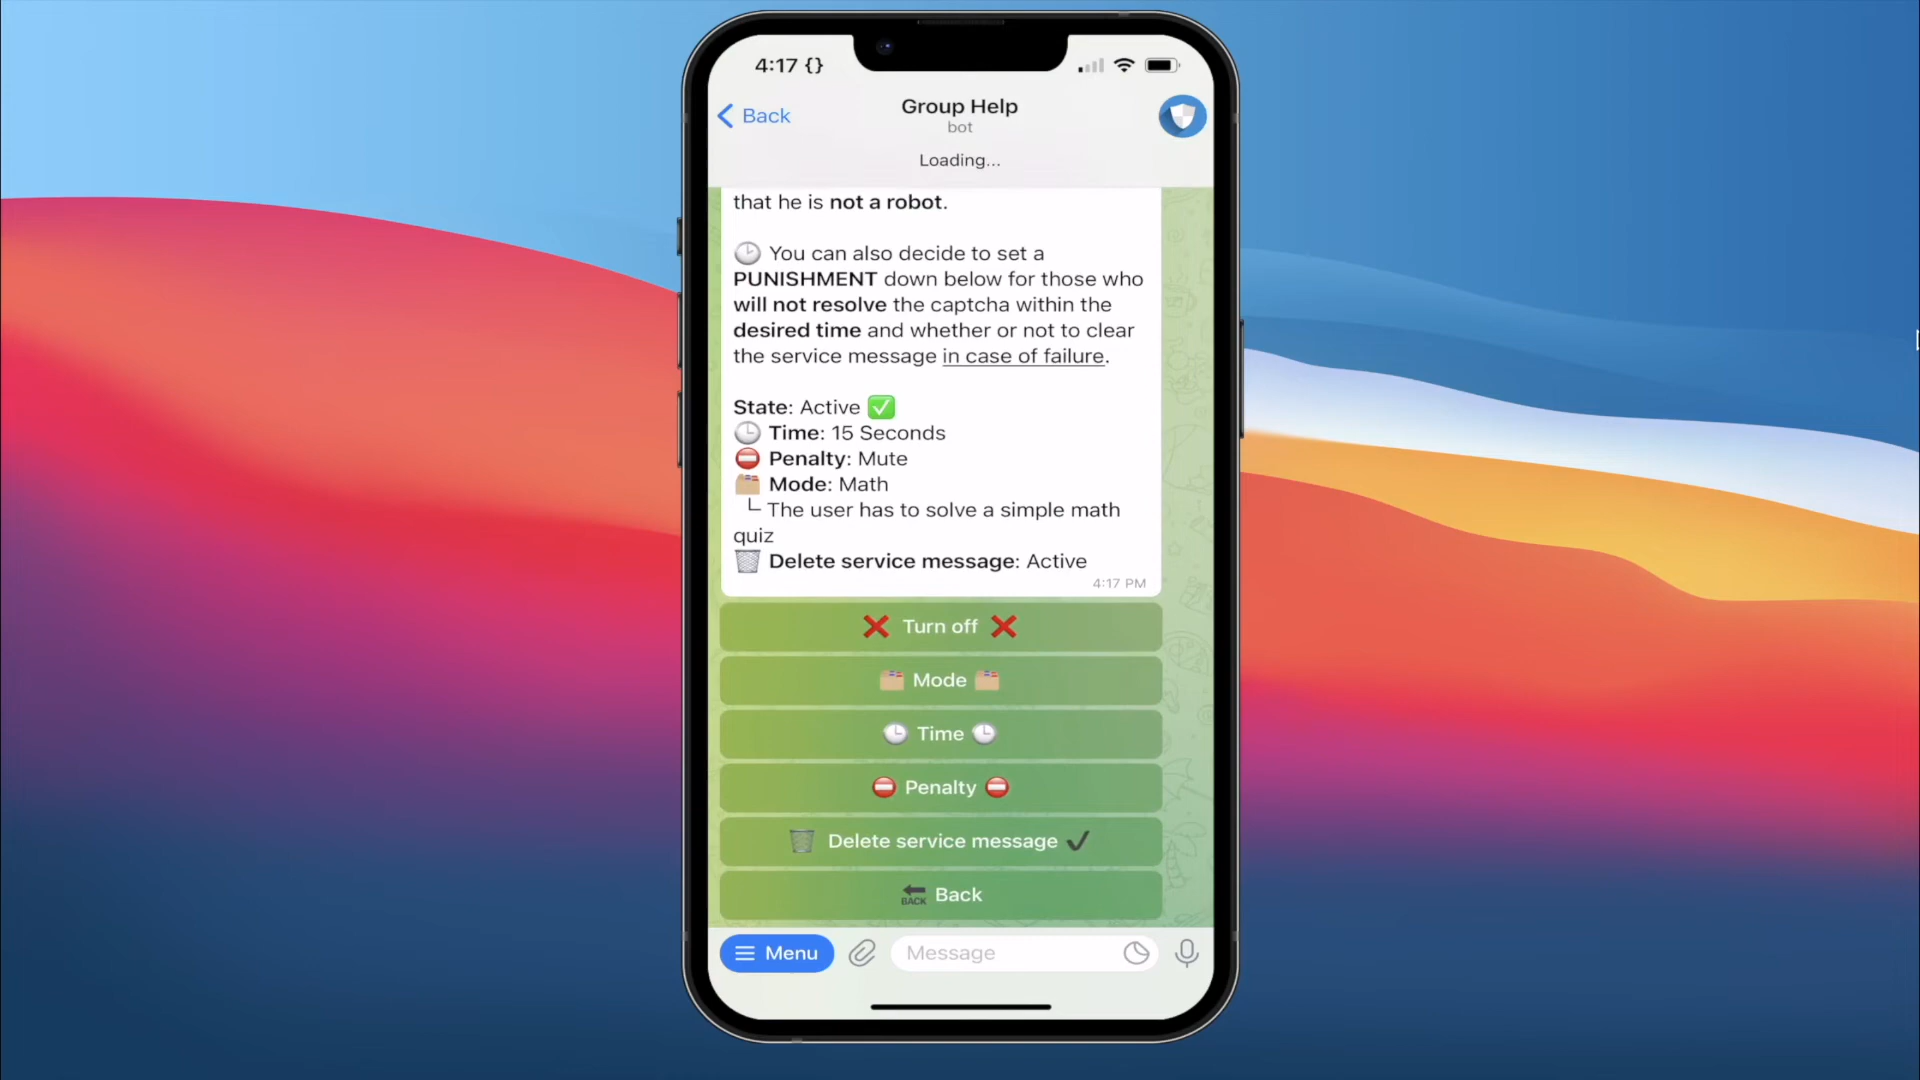 4:17 {}
Back
Group Help
bot
Loading...
that he is not a robot.
You can also decide to set a
PUNISHMENT down below for those who
will not resolve the captcha within the
desired time and whether or not to clear
the service message in case of failure.
State: Active ✅
🕒 Time: 15 Seconds
⛔ Penalty: Mute
🗂 Mode: Math
└ The user has to solve a simple math
quiz
🗑 Delete service message: Active
4:17 PM
❌ Turn off ❌
🗂 Mode 🗂
🕒 Time 🕒
⛔ Penalty ⛔
🗑 Delete service message ✔
🔙 Back
Menu
Message